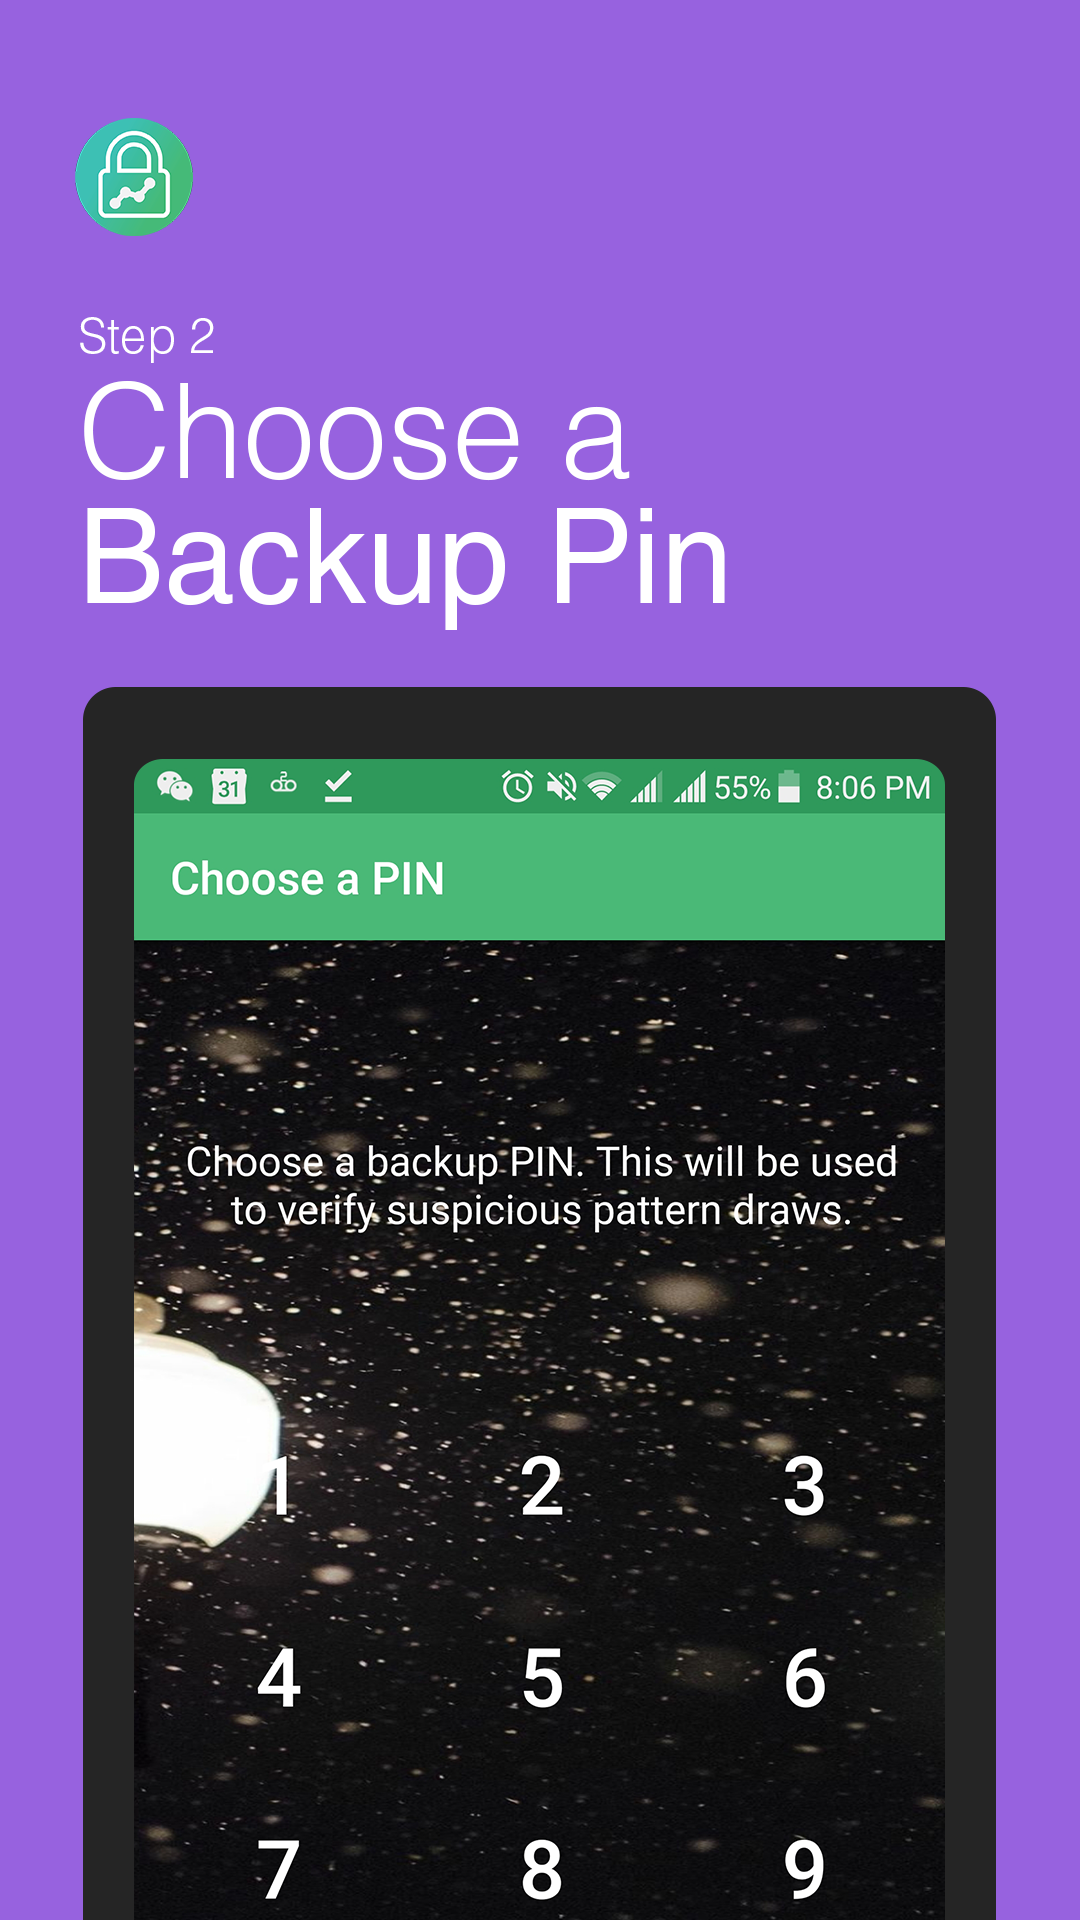 Step 2
Choose a
Backup Pin
31 55% 8:06 PM
Choose a PIN
Choose a backup PIN. This will be used
to verify suspicious pattern draws.
1 2 3
4 5 6
7 8 9